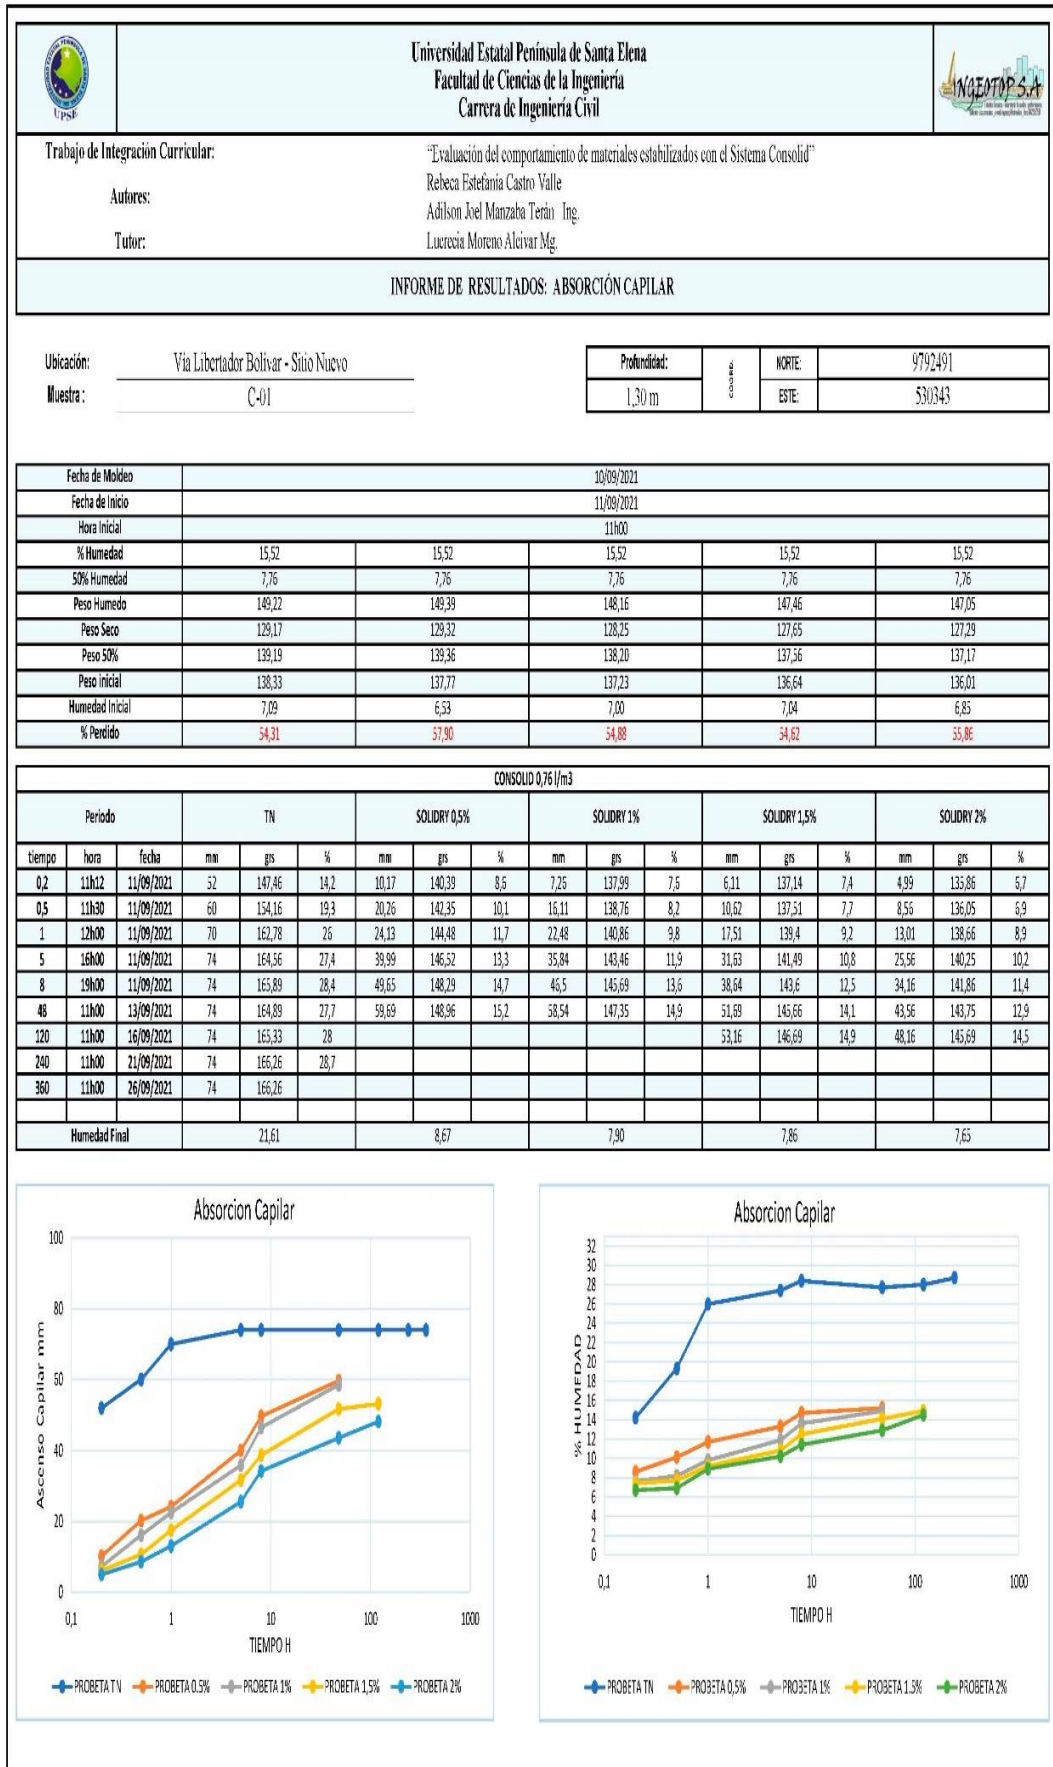 UPSE
Universidad Estatal Península de Santa Elena
Facultad de Ciencias de la Ingeniería
Carrera de Ingeniería Civil
INGEOTOP S.A
Trabajo de Integración Curricular: "Evaluación del comportamiento de materiales estabilizados con el Sistema Consolid"
Autores: Rebeca Estefania Castro Valle
Adilson Joel Manzaba Terán Ing.
Tutor: Lucrecia Moreno Alcivar Mg.
INFORME DE RESULTADOS: ABSORCIÓN CAPILAR
Ubicación: Via Libertador Bolivar - Sitio Nuevo
Muestra: C-01
Profundidad: COORD. NORTE: 9792491
1,30 m ESTE: 530343
Fecha de Moldeo 10/09/2021
Fecha de Inicio 11/09/2021
Hora Inicial 11h00
% Humedad 15,52 15,52 15,52 15,52 15,52
50% Humedad 7,76 7,76 7,76 7,76 7,76
Peso Humedo 149,22 149,39 148,16 147,46 147,05
Peso Seco 129,17 129,32 128,25 127,65 127,29
Peso 50% 139,19 139,36 138,20 137,56 137,17
Peso inicial 138,33 137,77 137,23 136,64 136,01
Humedad Inicial 7,09 6,53 7,00 7,04 6,85
% Perdido 54,31 57,90 54,88 54,62 55,86
CONSOLID 0,76 l/m3
Periodo TN SOLIDRY 0,5% SOLIDRY 1% SOLIDRY 1,5% SOLIDRY 2%
tiempo hora fecha mm grs % mm grs % mm grs % mm grs % mm grs %
0,2 11h12 11/09/2021 52 147,46 14,2 10,17 140,39 8,6 7,26 137,99 7,6 6,11 137,14 7,4 4,99 135,86 6,7
0,5 11h30 11/09/2021 60 154,16 19,3 20,26 142,35 10,1 16,11 138,76 8,2 10,62 137,51 7,7 8,56 136,05 6,9
1 12h00 11/09/2021 70 162,78 26 24,13 144,48 11,7 22,48 140,86 9,8 17,51 139,4 9,2 13,01 138,66 8,9
5 16h00 11/09/2021 74 164,56 27,4 39,99 146,52 13,3 35,84 143,46 11,9 31,63 141,49 10,8 25,56 140,25 10,2
8 19h00 11/09/2021 74 165,89 28,4 49,65 148,29 14,7 46,5 145,69 13,6 38,64 143,6 12,5 34,16 141,86 11,4
48 11h00 13/09/2021 74 164,89 27,7 59,69 148,96 15,2 58,54 147,35 14,9 51,69 145,66 14,1 43,56 143,75 12,9
120 11h00 16/09/2021 74 165,33 28 53,16 146,69 14,9 48,16 145,69 14,5
240 11h00 21/09/2021 74 166,26 28,7
360 11h00 26/09/2021 74 166,26
Humedad Final 21,61 8,67 7,90 7,86 7,65
Absorcion Capilar
Ascenso Capilar mm
100
80
60
40
20
0
0,1 1 10 100 1000
TIEMPO H
PROBETA TN PROBETA 0.5% PROBETA 1% PROBETA 1,5% PROBETA 2%
Absorcion Capilar
% HUMEDAD
32
30
28
26
24
22
20
18
16
14
12
10
8
6
4
2
0
0,1 1 10 100 1000
TIEMPO H
PROBETA TN PROBETA 0,5% PROBETA 1% PROBETA 1.5% PROBETA 2%